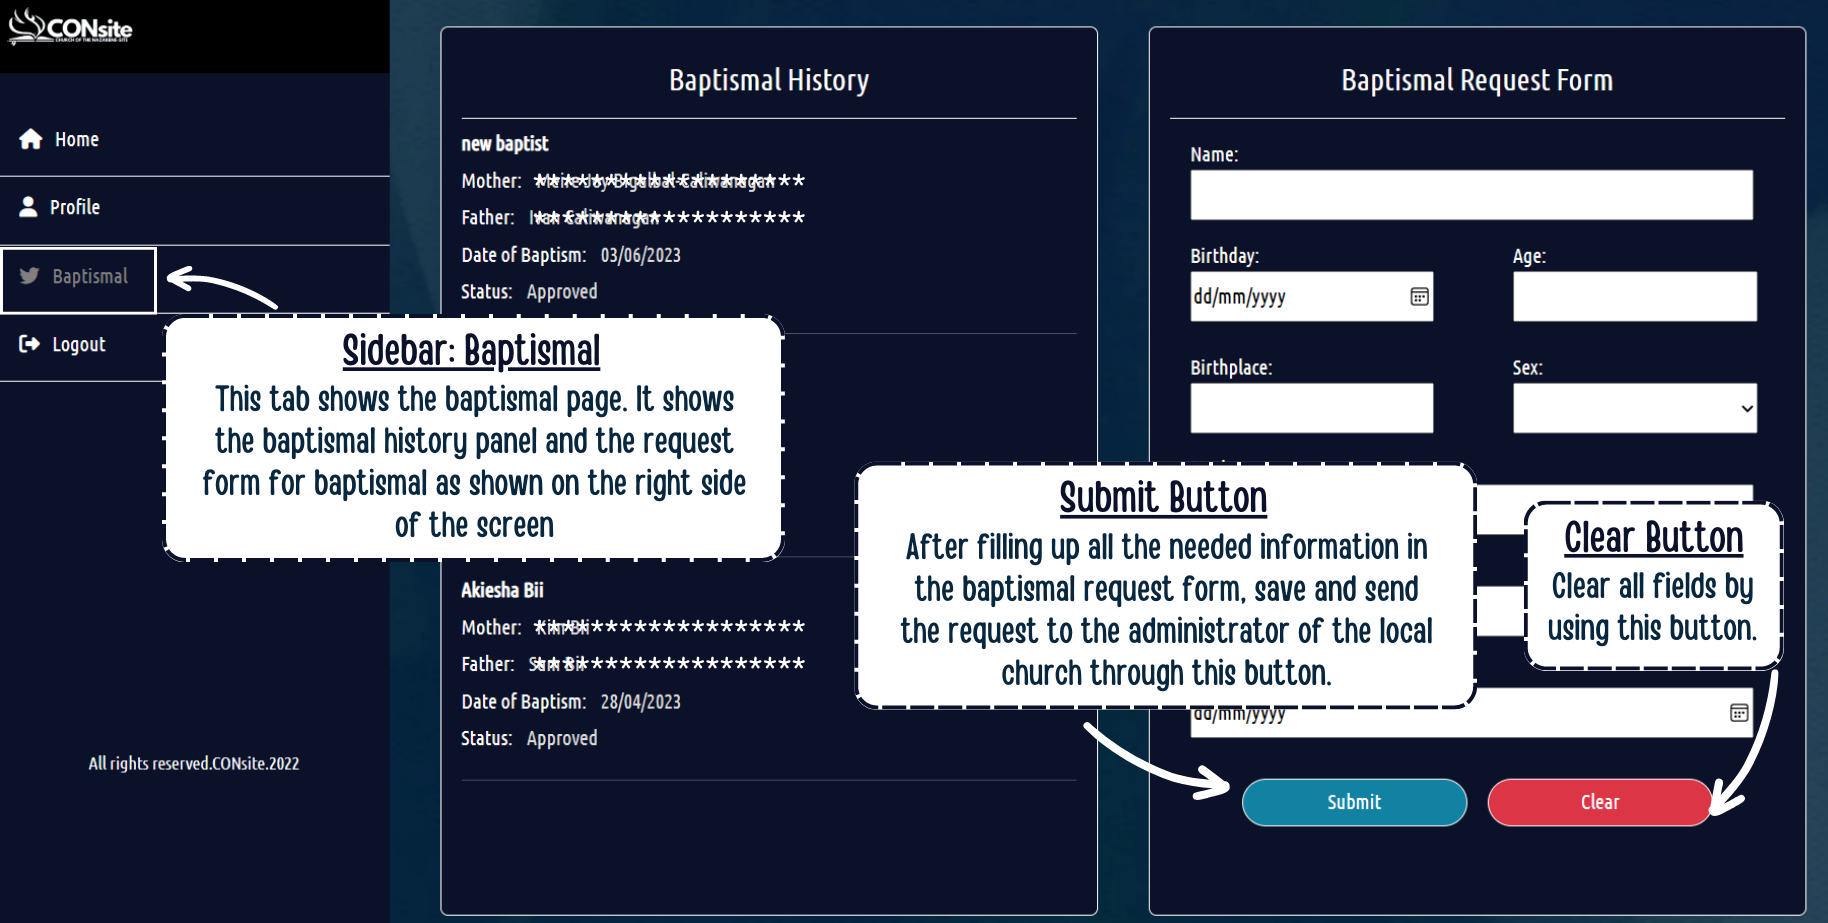 CONsite
CHURCH OF THE NAZARENE-SITE
Home
Profile
Baptismal
Logout
All rights reserved.CONsite.2022
Baptismal History
new baptist
Mother: *******************
Father: *******************
Date of Baptism: 03/06/2023
Status: Approved
Sidebar: Baptismal
This tab shows the baptismal page. It shows
the baptismal history panel and the request
form for baptismal as shown on the right side
of the screen
Akiesha Bii
Mother: *******************
Father: *******************
Date of Baptism: 28/04/2023
Status: Approved
Baptismal Request Form
Name:
Birthday: Age:
dd/mm/yyyy
Birthplace: Sex:
Submit Button
After filling up all the needed information in
the baptismal request form, save and send
the request to the administrator of the local
church through this button.
Clear Button
Clear all fields by
using this button.
dd/mm/yyyy
Submit Clear